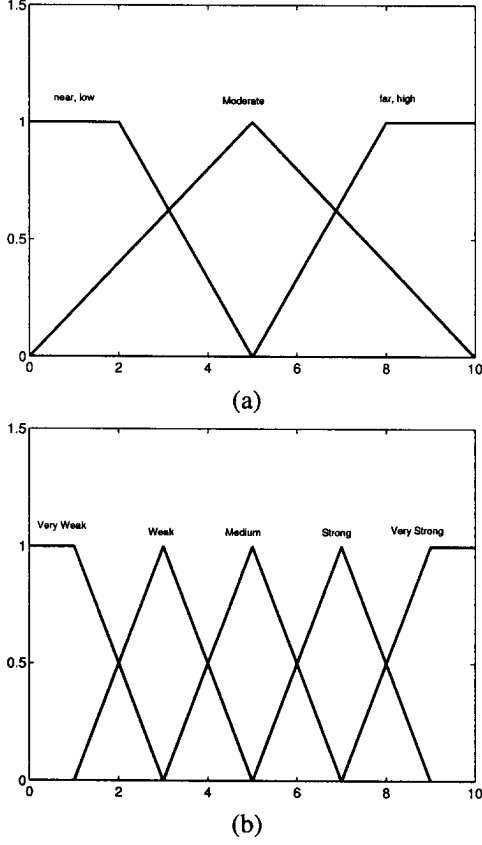 1.5
near, low Moderate far, high
1
0.5
0
0 2 4 6 8 10
(a)
1.5
Very Weak Weak Medium Strong Very Strong
1
0.5
0
0 2 4 6 8 10
(b)